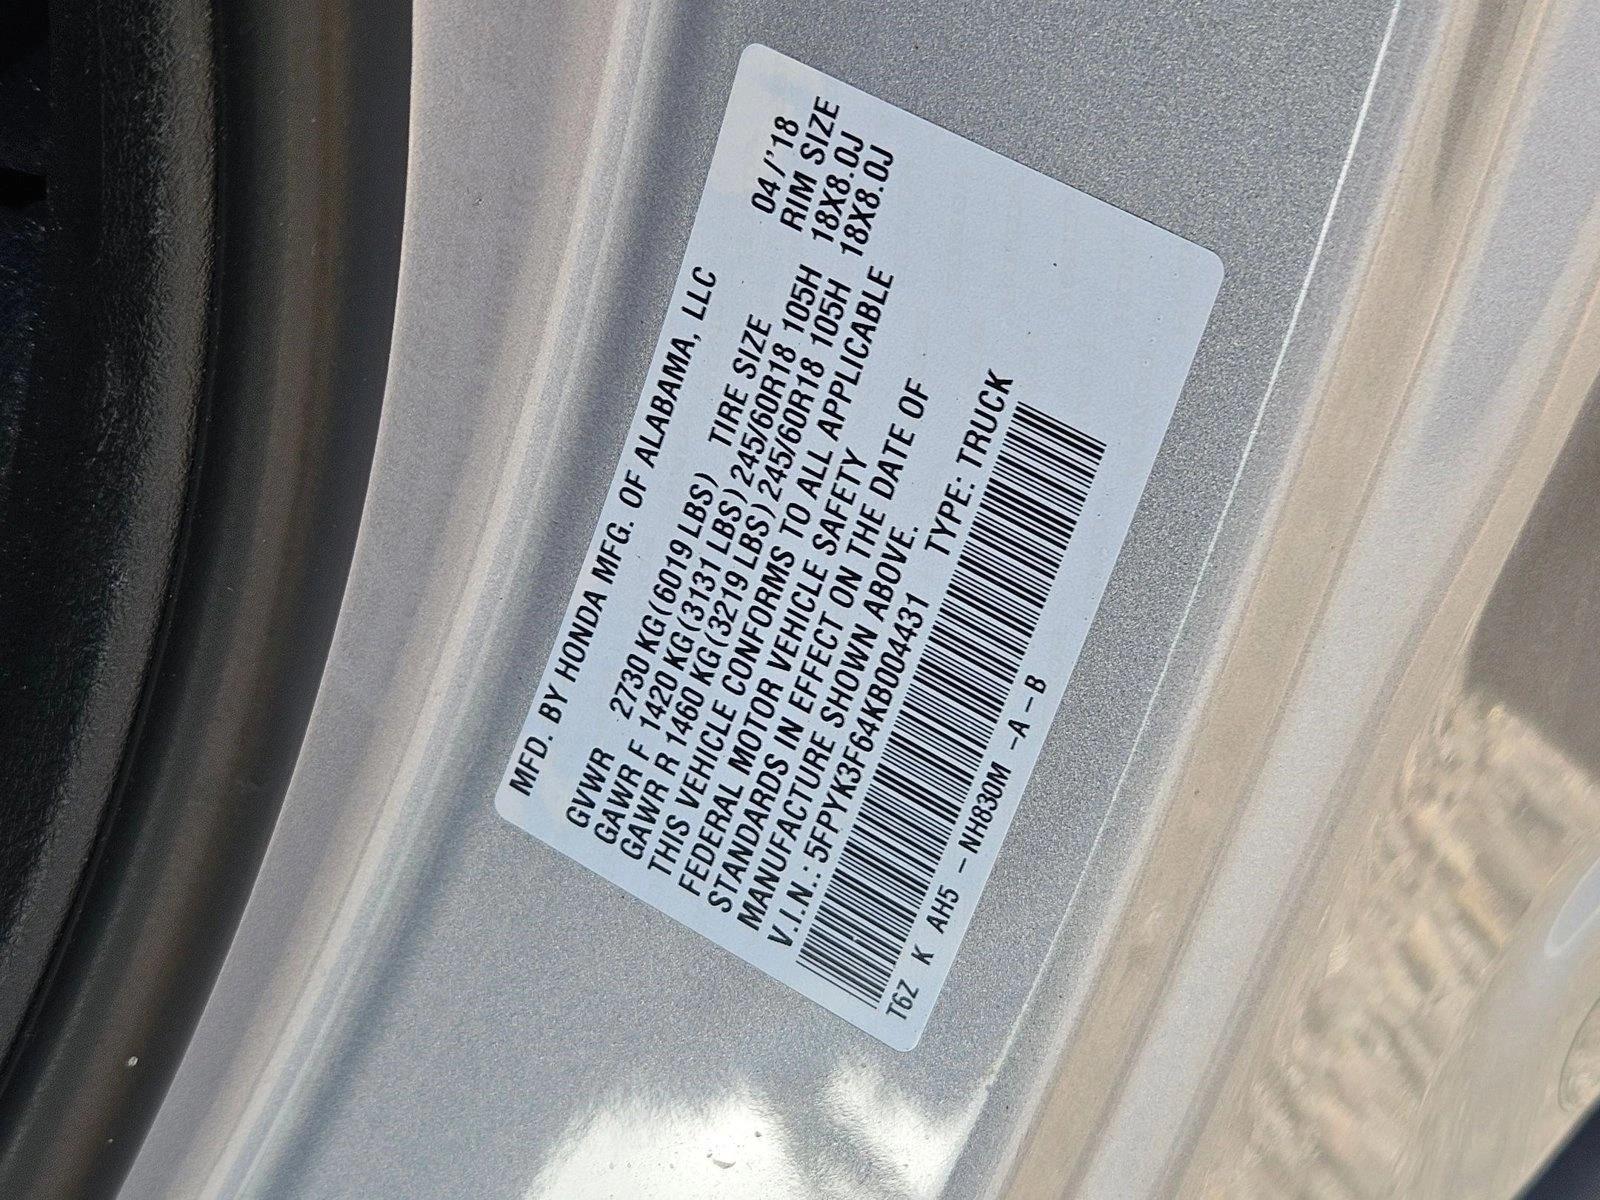 MFD. BY HONDA MFG. OF ALABAMA, LLC
04/'18
GVWR 2730 KG(6019 LBS) TIRE SIZE RIM SIZE
GAWR F 1420 KG(3131 LBS) 245/60R18 105H 18X8.0J
GAWR R 1460 KG(3219 LBS) 245/60R18 105H 18X8.0J
THIS VEHICLE CONFORMS TO ALL APPLICABLE
FEDERAL MOTOR VEHICLE SAFETY
STANDARDS IN EFFECT ON THE DATE OF
MANUFACTURE SHOWN ABOVE.
V.I.N.: 5FPYK3F64KB004431 TYPE: TRUCK
T6Z K AH5 -NH830M -A-B